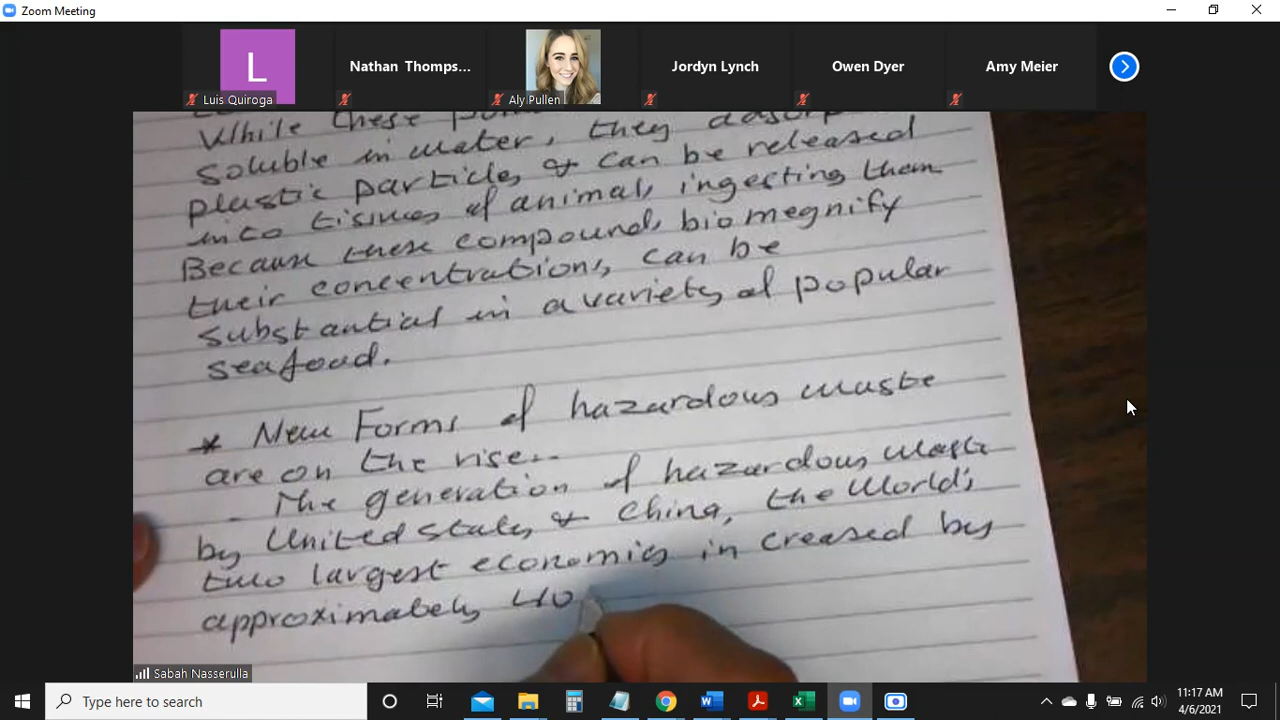 Zoom Meeting
L
Luis Quiroga
Nathan Thomps...
Aly Pullen
Jordyn Lynch
Owen Dyer
Amy Meier
While these
soluble in water, they adsorp
plastic particles & can be released
into tissues of animals ingesting them
Because these compounds biomegnify
their concentrations, can be
substantial in a variety of popular
seafood.
* New Forms of hazardous waste
are on the rise...
- The generation of hazardous waste
by United States & China, the World's
two largest economies increased by
approximately 40
Sabah Nasserulla
Type here to search
11:17 AM
4/6/2021